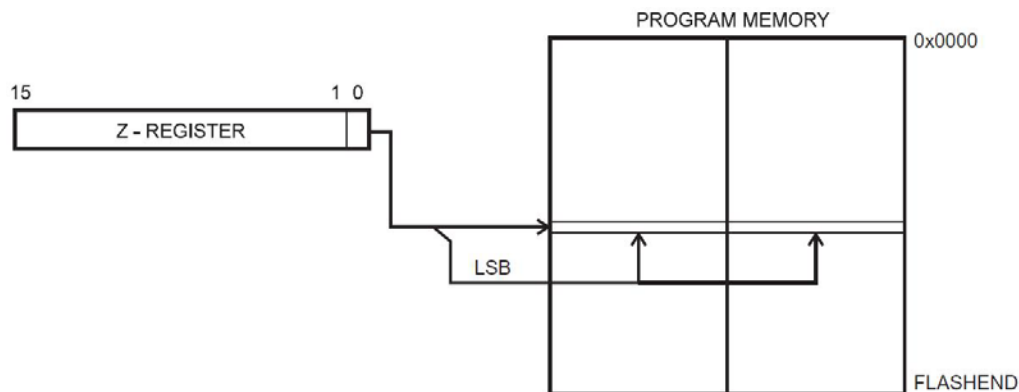 PROGRAM MEMORY
0x0000
15 1 0
Z - REGISTER
LSB
FLASHEND